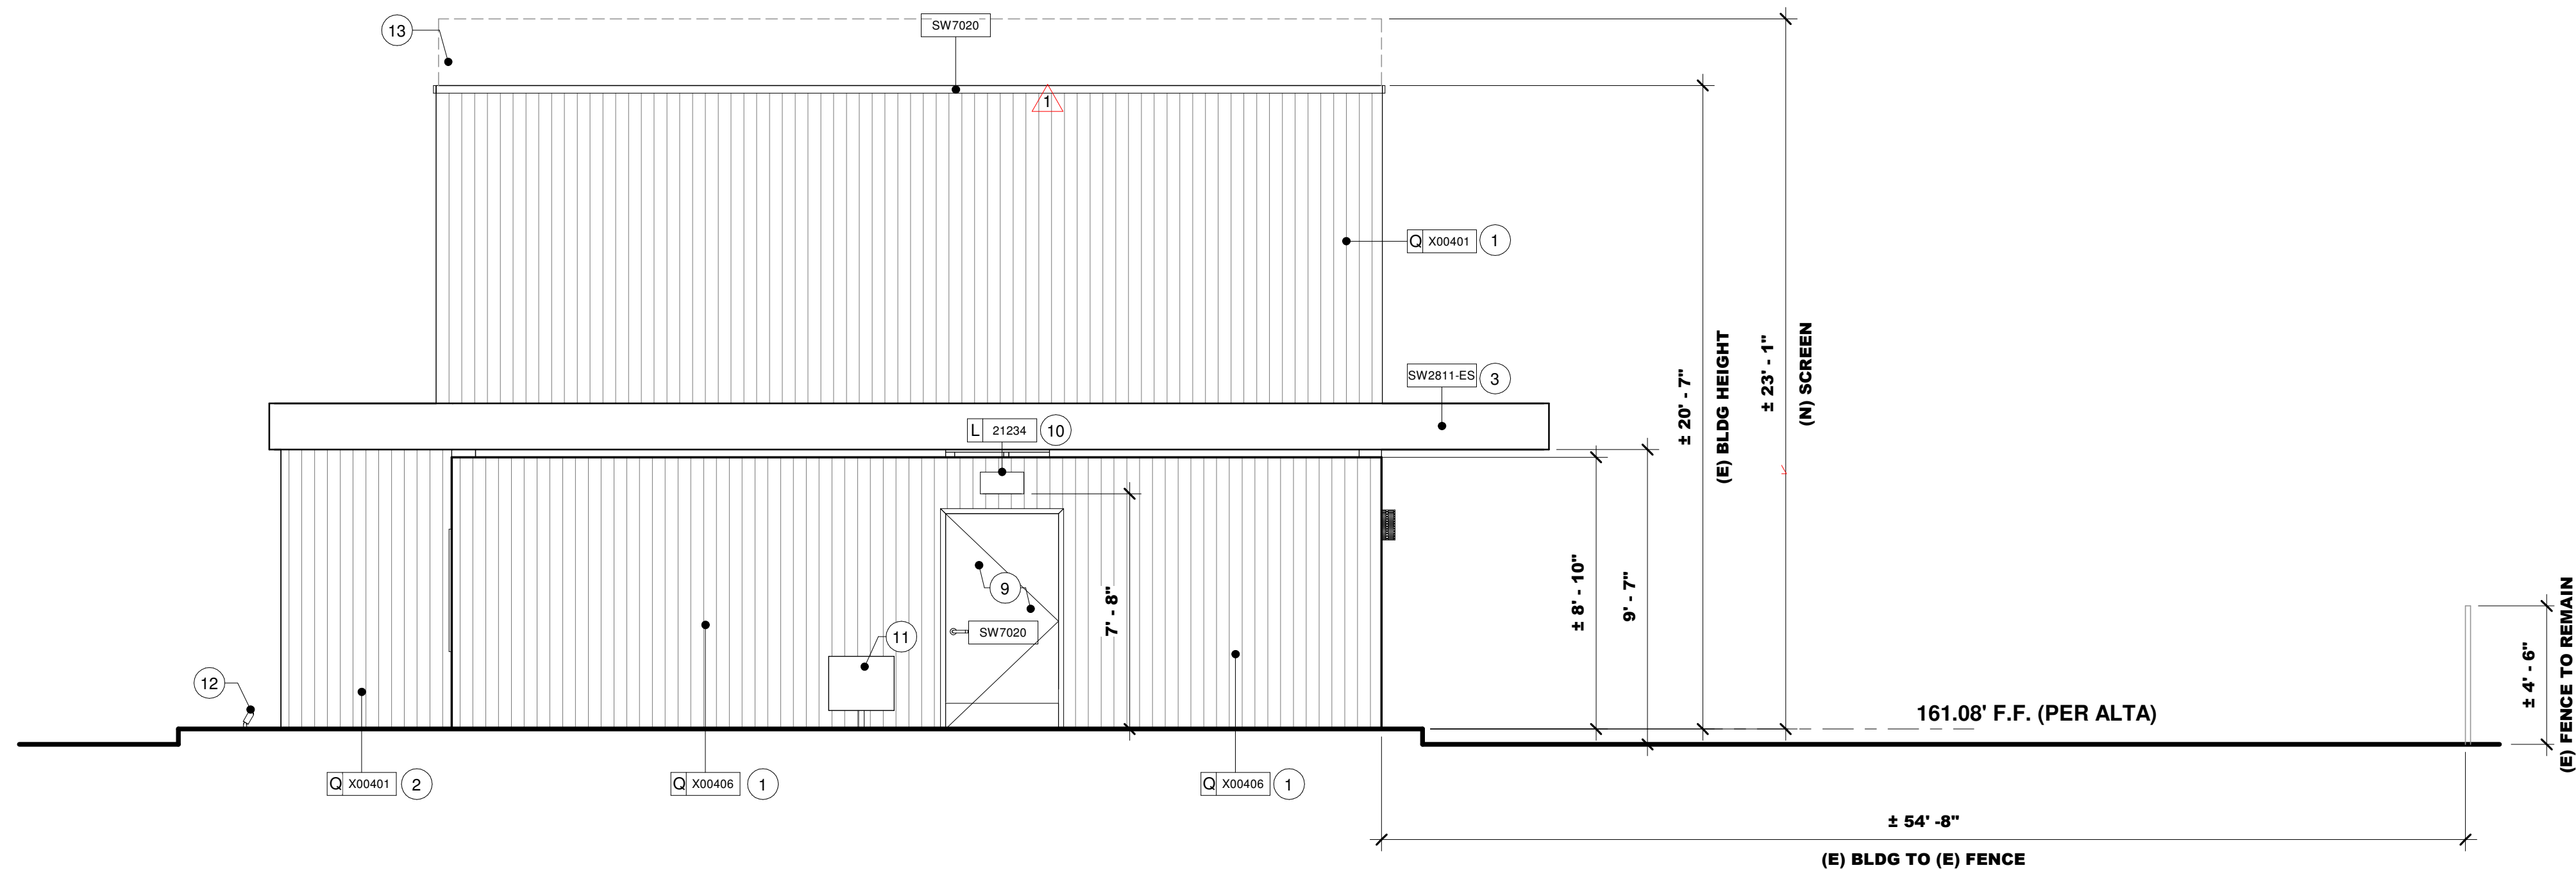 13
SW7020
1
Q X00401 1
SW2811-ES 3
L 21234 10
± 20' - 7"
(E) BLDG HEIGHT
± 23' - 1"
(N) SCREEN
9
SW7020
11
12
7' - 8"
± 8' - 10"
9' - 7"
161.08' F.F. (PER ALTA)
± 4' - 6"
(E) FENCE TO REMAIN
Q X00401 2
Q X00406 1
Q X00406 1
± 54' -8"
(E) BLDG TO (E) FENCE